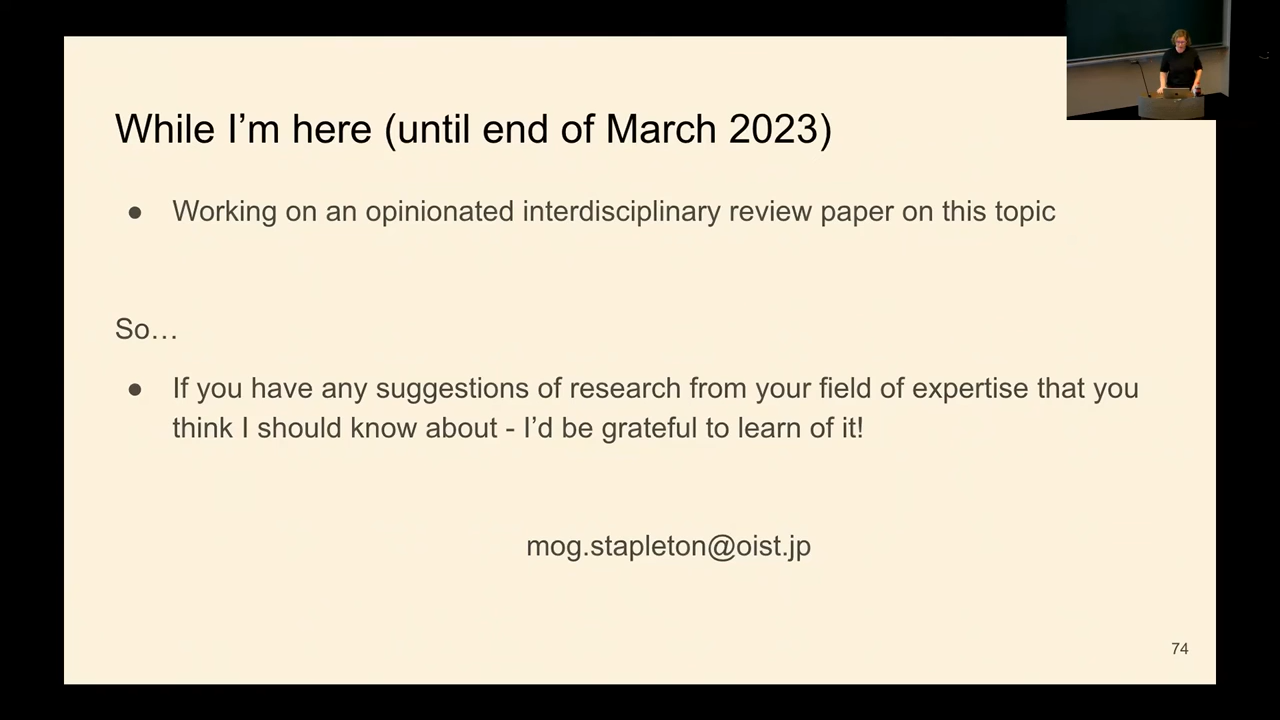 While I’m here (until end of March 2023)
● Working on an opinionated interdisciplinary review paper on this topic
So…
● If you have any suggestions of research from your field of expertise that you
think I should know about - I’d be grateful to learn of it!
mog.stapleton@oist.jp
74